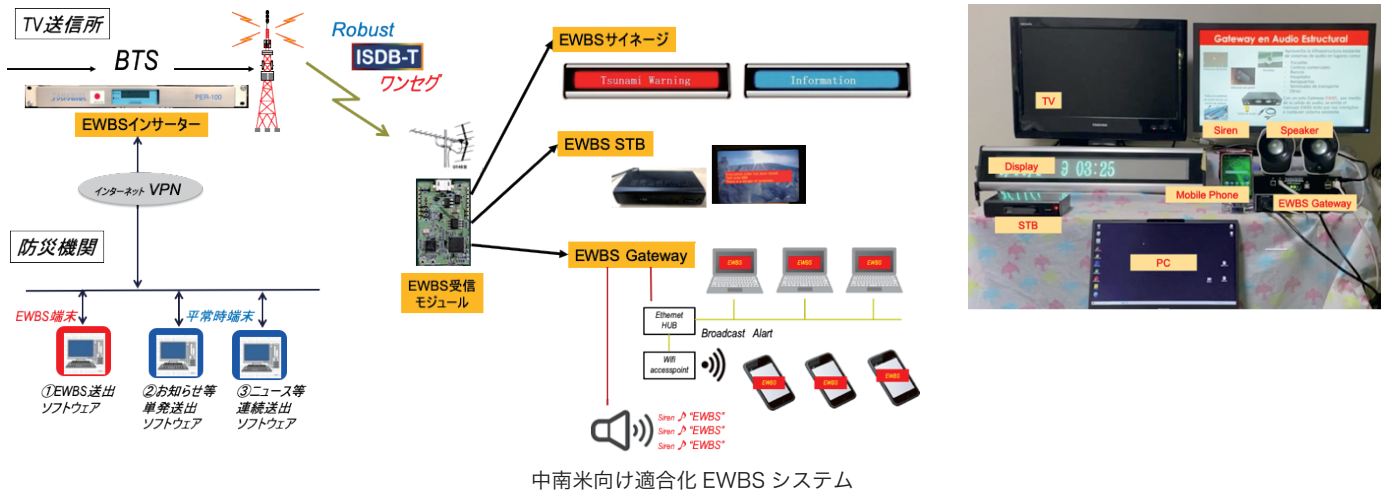 TV送信所
BTS
PER-100
EWBSインサーター
インターネット VPN
防災機関
EWBS端末
平常時端末
①EWBS送出
ソフトウェア
②お知らせ等
単発送出
ソフトウェア
③ニュース等
連続送出
ソフトウェア
Robust
ISDB-T
ワンセグ
EWBS受信
モジュール
EWBSサイネージ
Tsunami Warning
Information
EWBS STB
EWBS Gateway
EWBS
EWBS
EWBS
Ethernet
HUB
Broadcast Alart
Wifi
accesspoint
EWBS
EWBS
EWBS
Siren ♪ “EWBS”
Siren ♪ “EWBS”
Siren ♪ “EWBS”
Gateway en Audio Estructural
TV
TOSHIBA
Siren
Speaker
Display
03:25
Mobile Phone
EWBS Gateway
STB
PC
中南米向け適合化 EWBS システム